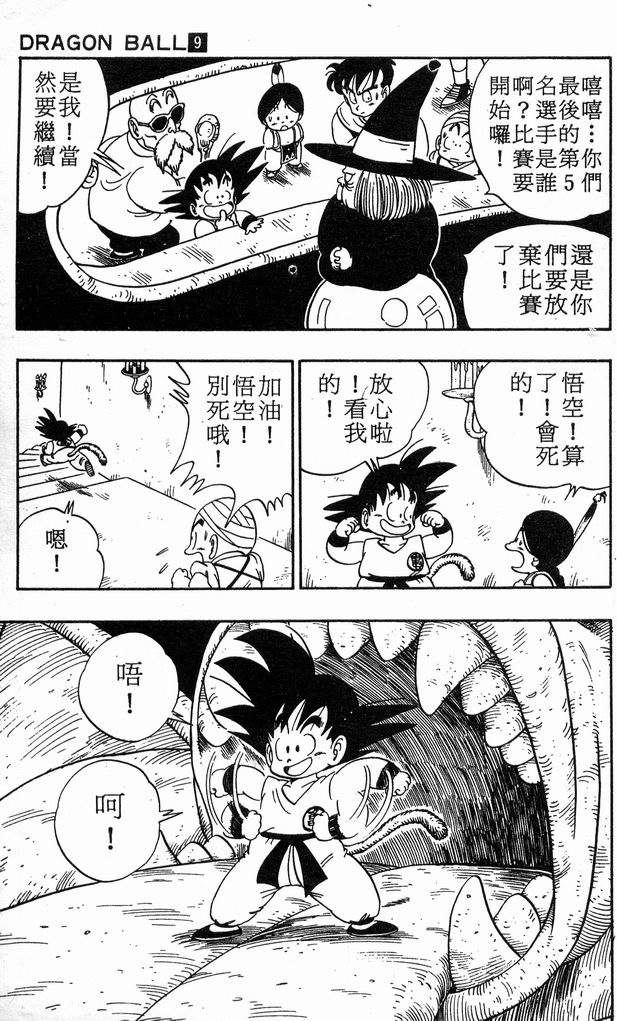 DRAGON BALL 9
嘻嘻…你們
最後的第5
名選手是誰
啊？比賽要
開始囉！
還是你
們要放
棄比賽
了！
是我！當
然要繼續！
悟空！算
了！會死
的！
放心啦
！看我
的！
加油！
悟空！
別死哦！
嗯！
唔！
呵！